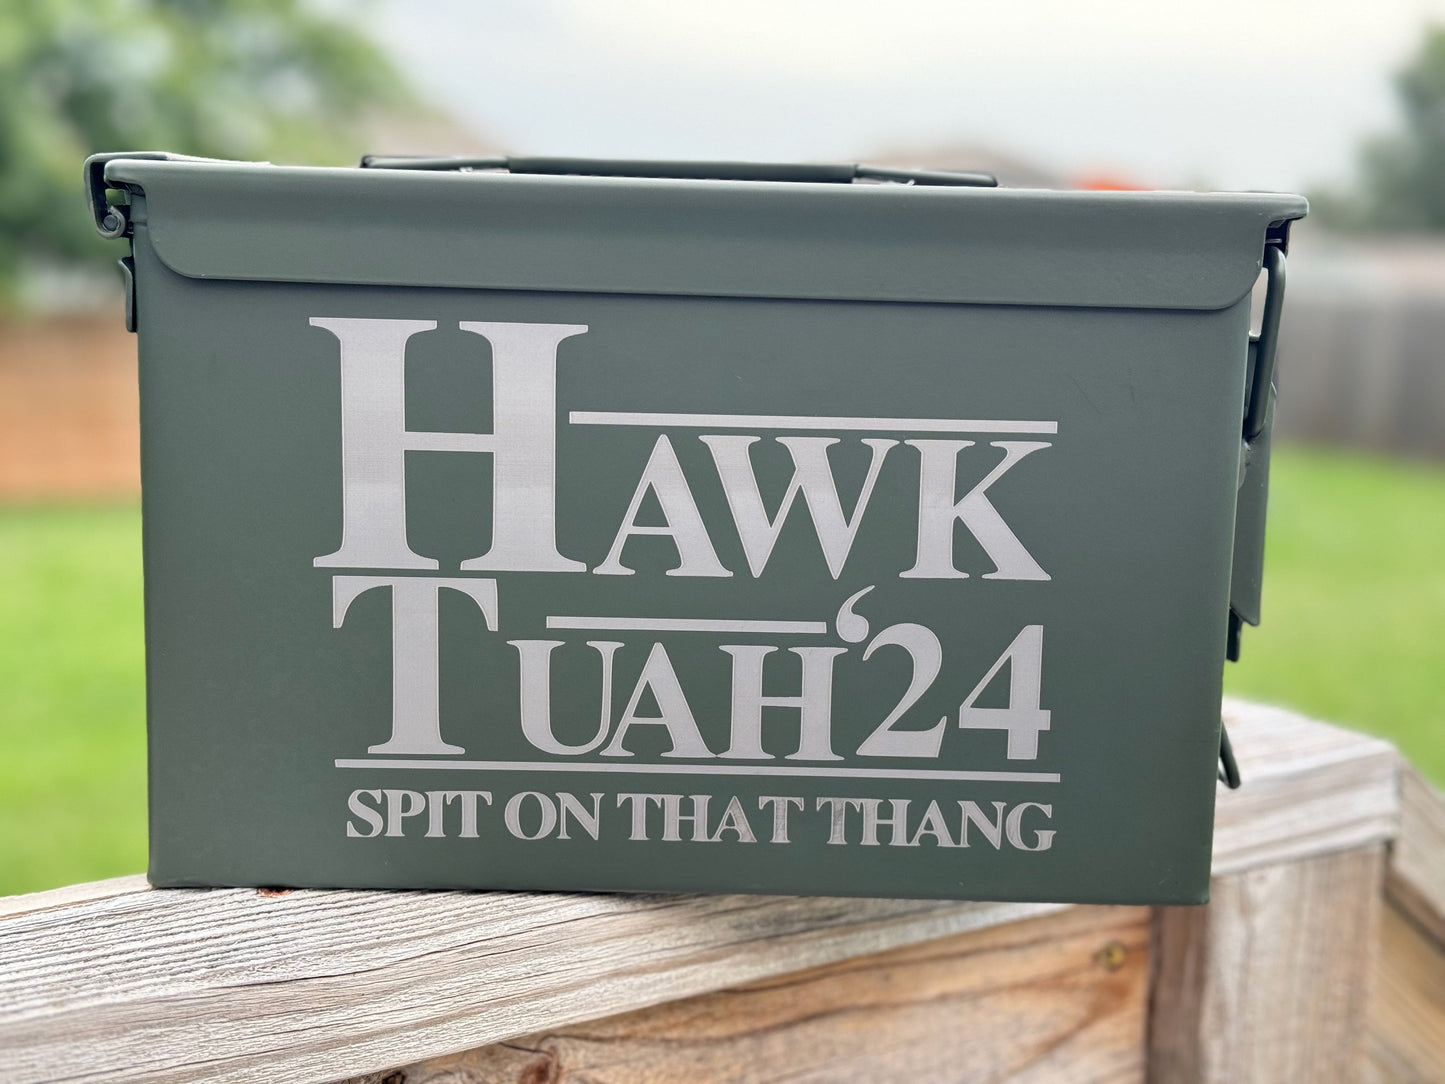 HAWK
TUAH‘24
SPIT ON THAT THANG